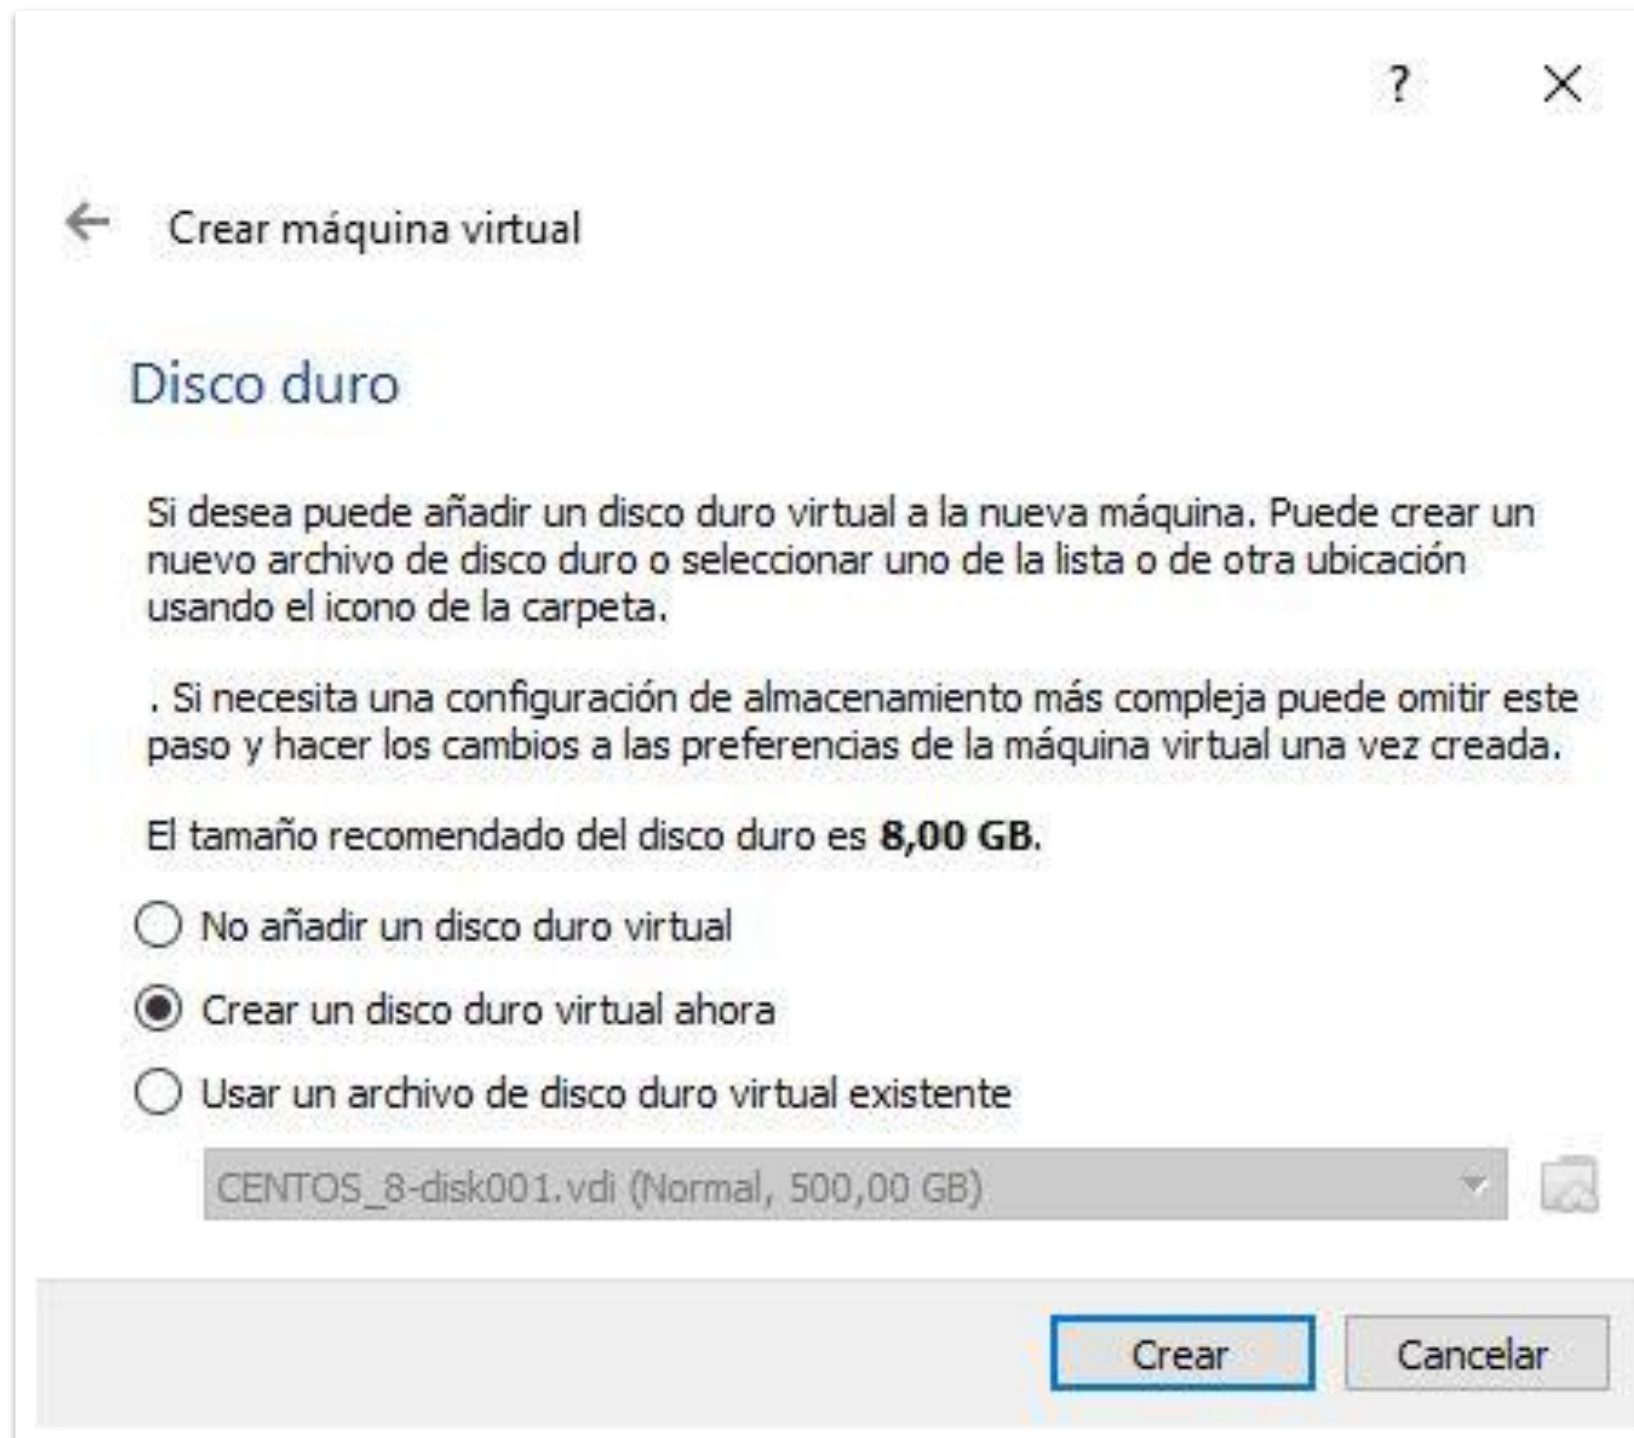 ?
Crear máquina virtual
Disco duro
Si desea puede añadir un disco duro virtual a la nueva máquina. Puede crear un
nuevo archivo de disco duro o seleccionar uno de la lista o de otra ubicación
usando el icono de la carpeta.
. Si necesita una configuración de almacenamiento más compleja puede omitir este
paso y hacer los cambios a las preferencias de la máquina virtual una vez creada.
El tamaño recomendado del disco duro es 8,00 GB.
No añadir un disco duro virtual
Crear un disco duro virtual ahora
Usar un archivo de disco duro virtual existente
CENTOS_8-disk001.vdi (Normal, 500,00 GB)
Crear Cancelar